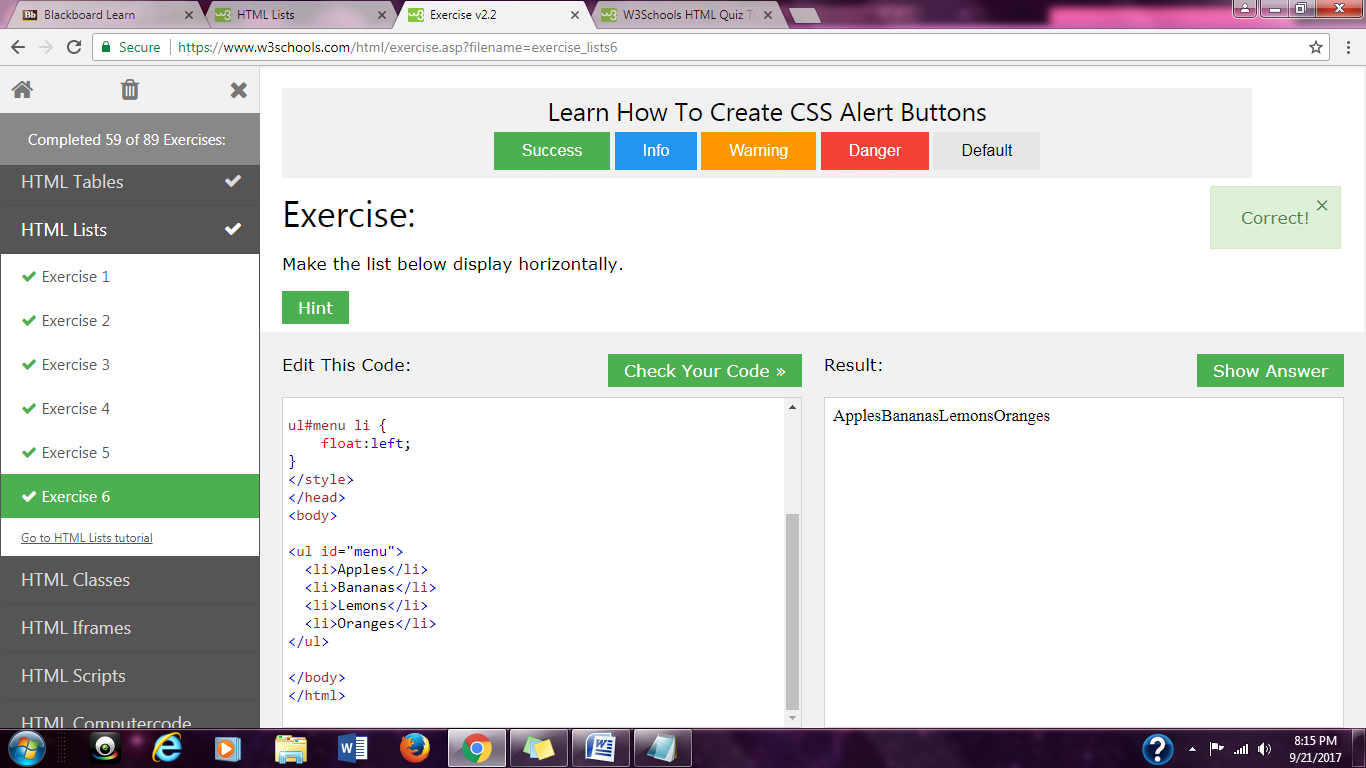 Bb Blackboard Learn
w3 HTML Lists
w3 Exercise v2.2
w3 W3Schools HTML Quiz
Secure https://www.w3schools.com/html/exercise.asp?filename=exercise_lists6
Completed 59 of 89 Exercises:
HTML Tables
HTML Lists
Exercise 1
Exercise 2
Exercise 3
Exercise 4
Exercise 5
Exercise 6
Go to HTML Lists tutorial
HTML Classes
HTML Iframes
HTML Scripts
HTML Computercode
Learn How To Create CSS Alert Buttons
Success Info Warning Danger Default
Exercise:
Correct!
Make the list below display horizontally.
Hint
Edit This Code:
Check Your Code »
ul#menu li {
    float:left;
}
</style>
</head>
<body>
<ul id="menu">
  <li>Apples</li>
  <li>Bananas</li>
  <li>Lemons</li>
  <li>Oranges</li>
</ul>
</body>
</html>
Result:
Show Answer
ApplesBananasLemonsOranges
8:15 PM
9/21/2017